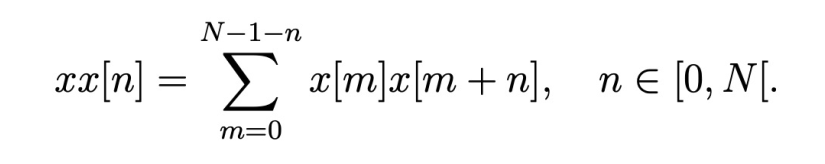 xx[n] = \sum_{m=0}^{N-1-n} x[m]x[m + n], \quad n \in [0, N[.